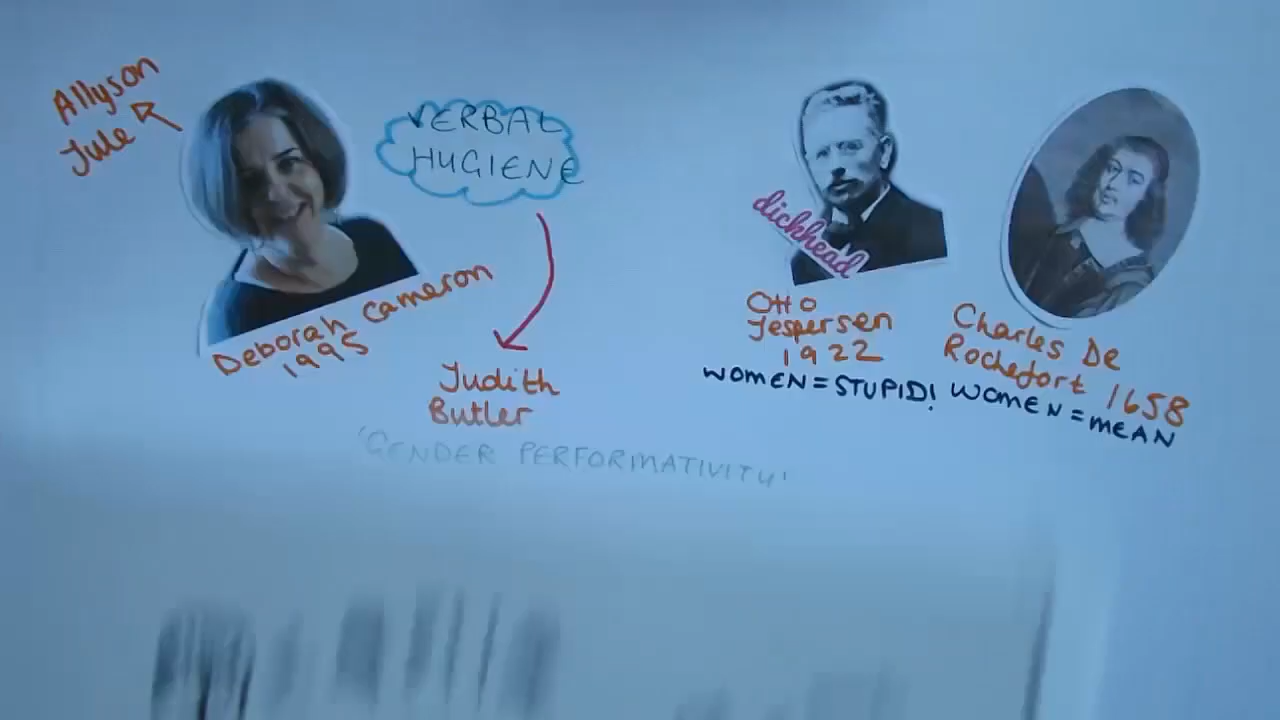 Allyson
Jule
VERBAL
HUGIENE
Deborah Cameron
1995
Judith
Butler
'GENDER PERFORMATIVITY'
dickhead
Otto
Jespersen
1922
WOMEN = STUPID!
Charles De
Rochefort 1658
WOMEN = MEAN